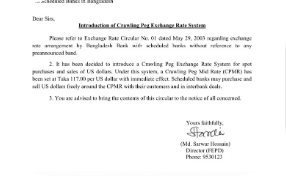 Scheduled Banks in Bangladesh
Dear Sirs,
Introduction of Crawling Peg Exchange Rate System
Please refer to Exchange Rate Circular No. 01 dated May 29, 2003 regarding exchange
rate arrangement by Bangladesh Bank with scheduled banks without reference to any
preannounced band.
2. It has been decided to introduce a Crawling Peg Exchange Rate System for spot
purchases and sales of US dollars. Under this system, a Crawling Peg Mid Rate (CPMR) has
been set at Taka 117.00 per US dollar with immediate effect. Scheduled banks may purchase and
sell US dollars freely around the CPMR with their customers and in interbank deals.
3. You are advised to bring the contents of this circular to the notice of all concerned.
Yours faithfully,
(Md. Sarwar Hossain)
Director (FEPD)
Phone: 9530123